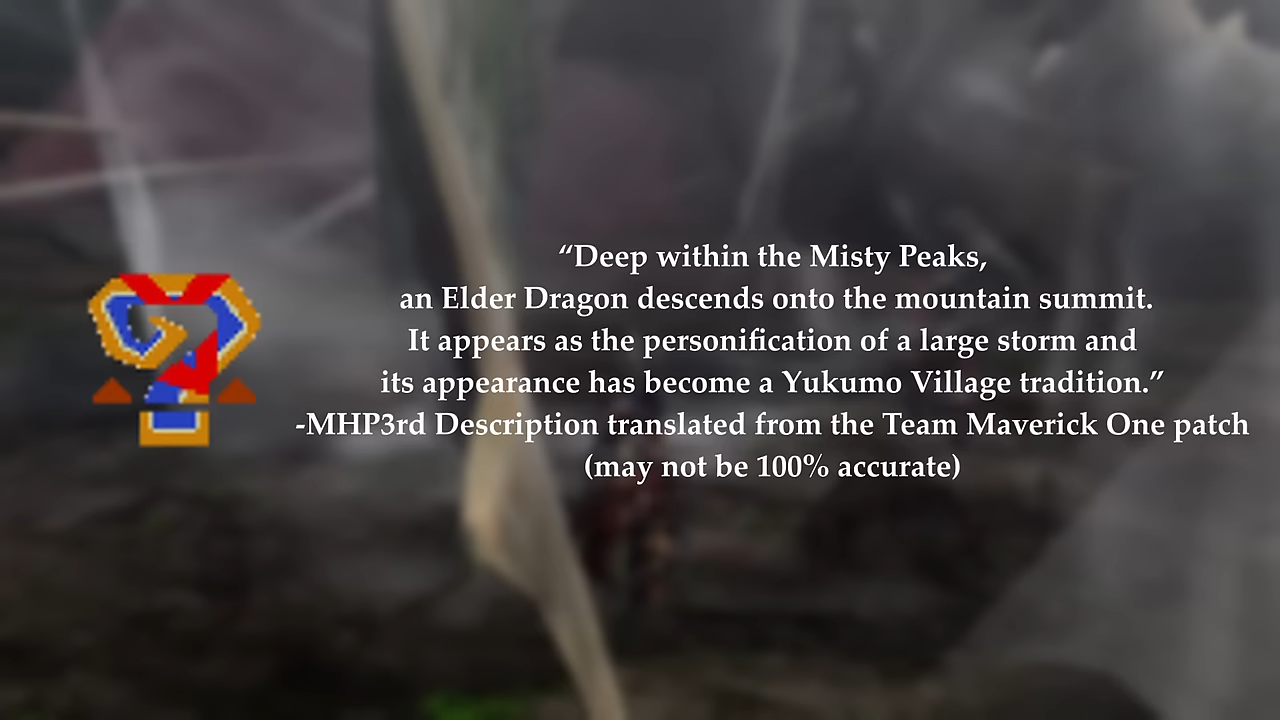 “Deep within the Misty Peaks,
an Elder Dragon descends onto the mountain summit.
It appears as the personification of a large storm and
its appearance has become a Yukumo Village tradition.”
-MHP3rd Description translated from the Team Maverick One patch
(may not be 100% accurate)